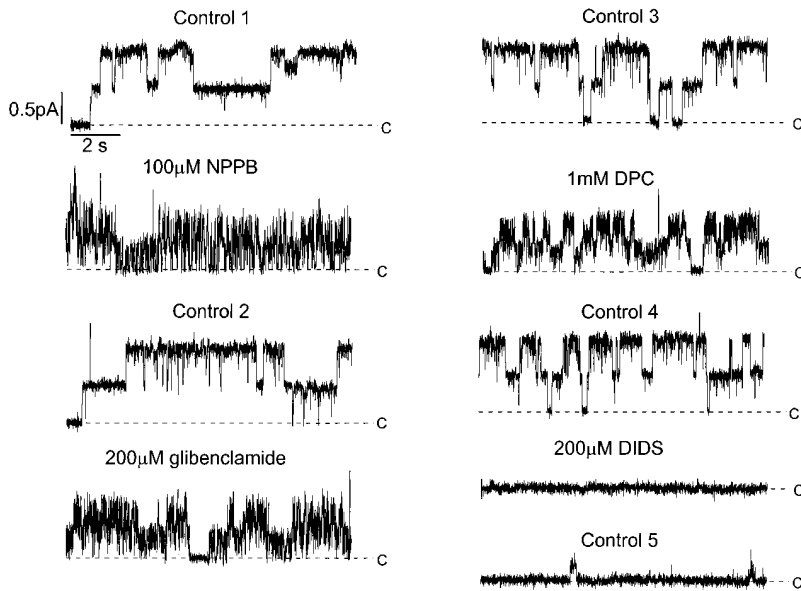 Control 1
0.5pA
c
2 s
100μM NPPB
c
Control 2
c
200μM glibenclamide
c
Control 3
c
1mM DPC
c
Control 4
c
200μM DIDS
c
Control 5
c